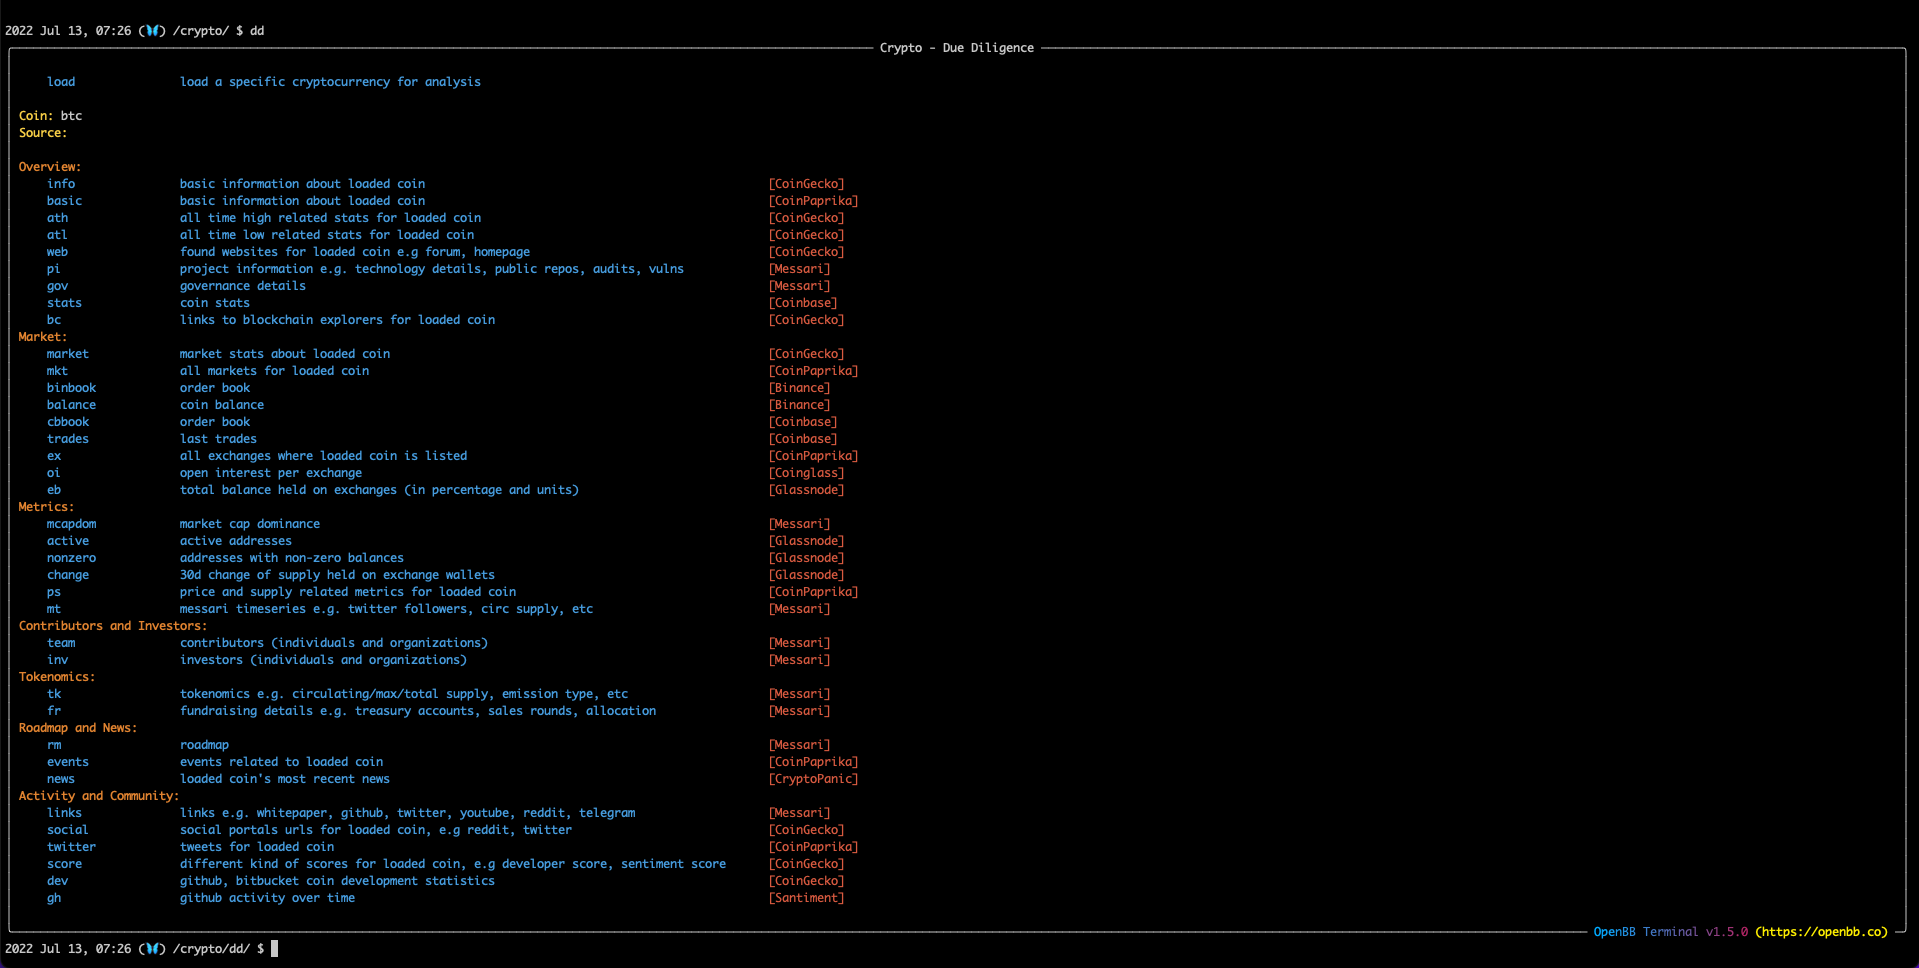 2022 Jul 13, 07:26 (🦋) /crypto/ $ dd
Crypto - Due Diligence
load load a specific cryptocurrency for analysis
Coin: btc
Source:
Overview:
info basic information about loaded coin [CoinGecko]
basic basic information about loaded coin [CoinPaprika]
ath all time high related stats for loaded coin [CoinGecko]
atl all time low related stats for loaded coin [CoinGecko]
web found websites for loaded coin e.g forum, homepage [CoinGecko]
pi project information e.g. technology details, public repos, audits, vulns [Messari]
gov governance details [Messari]
stats coin stats [Coinbase]
bc links to blockchain explorers for loaded coin [CoinGecko]
Market:
market market stats about loaded coin [CoinGecko]
mkt all markets for loaded coin [CoinPaprika]
binbook order book [Binance]
balance coin balance [Binance]
cbbook order book [Coinbase]
trades last trades [Coinbase]
ex all exchanges where loaded coin is listed [CoinPaprika]
oi open interest per exchange [Coinglass]
eb total balance held on exchanges (in percentage and units) [Glassnode]
Metrics:
mcapdom market cap dominance [Messari]
active active addresses [Glassnode]
nonzero addresses with non-zero balances [Glassnode]
change 30d change of supply held on exchange wallets [Glassnode]
ps price and supply related metrics for loaded coin [CoinPaprika]
mt messari timeseries e.g. twitter followers, circ supply, etc [Messari]
Contributors and Investors:
team contributors (individuals and organizations) [Messari]
inv investors (individuals and organizations) [Messari]
Tokenomics:
tk tokenomics e.g. circulating/max/total supply, emission type, etc [Messari]
fr fundraising details e.g. treasury accounts, sales rounds, allocation [Messari]
Roadmap and News:
rm roadmap [Messari]
events events related to loaded coin [CoinPaprika]
news loaded coin's most recent news [CryptoPanic]
Activity and Community:
links links e.g. whitepaper, github, twitter, youtube, reddit, telegram [Messari]
social social portals urls for loaded coin, e.g reddit, twitter [CoinGecko]
twitter tweets for loaded coin [CoinPaprika]
score different kind of scores for loaded coin, e.g developer score, sentiment score [CoinGecko]
dev github, bitbucket coin development statistics [CoinGecko]
gh github activity over time [Santiment]
OpenBB Terminal v1.5.0 (https://openbb.co)
2022 Jul 13, 07:26 (🦋) /crypto/dd/ $